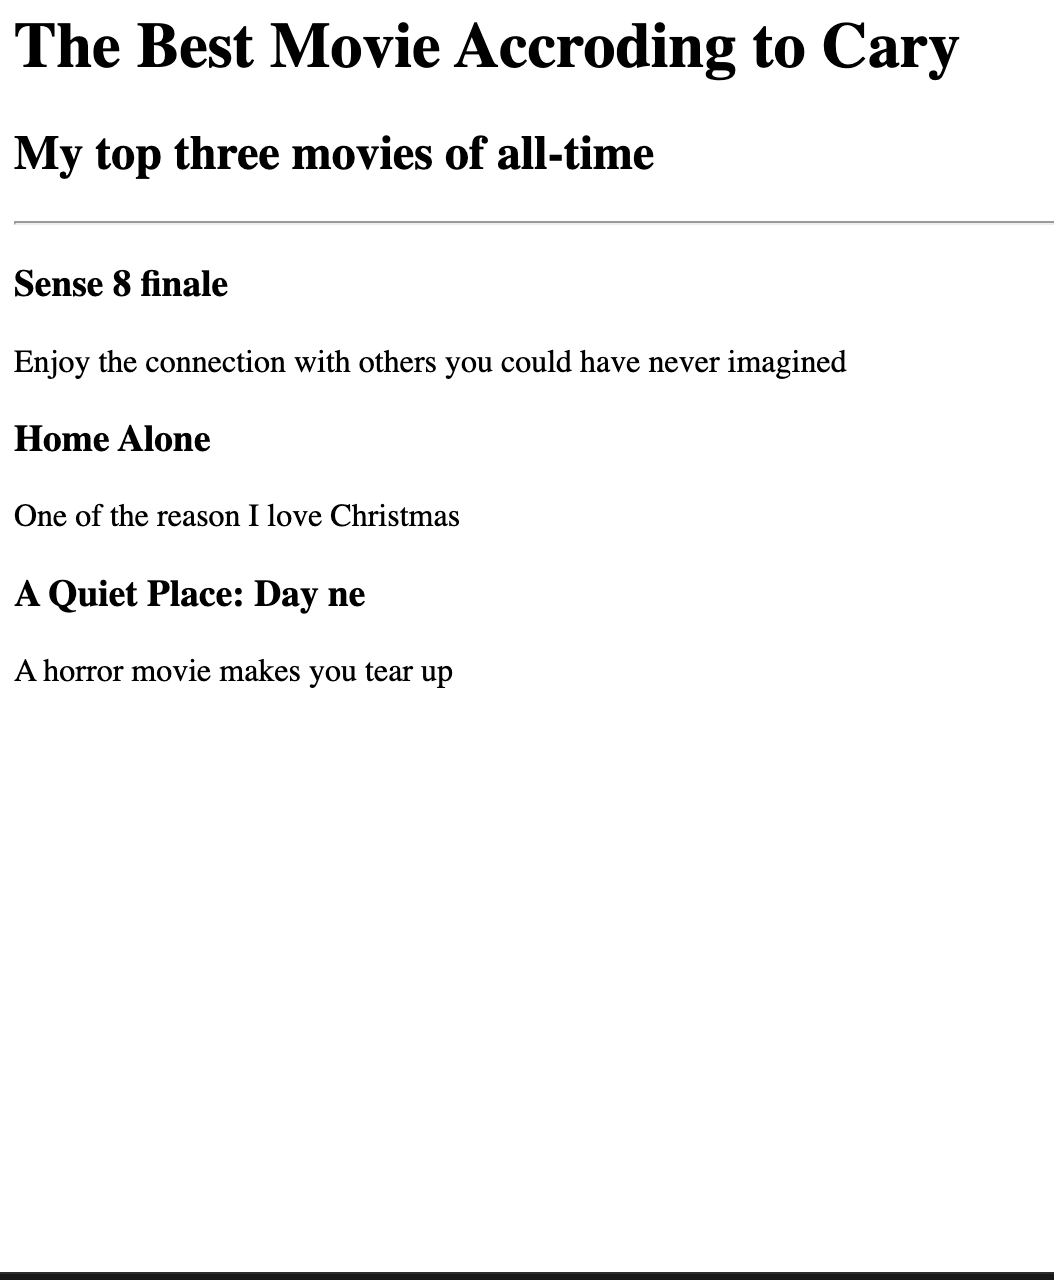 The Best Movie Accroding to Cary
My top three movies of all-time
Sense 8 finale
Enjoy the connection with others you could have never imagined
Home Alone
One of the reason I love Christmas
A Quiet Place: Day ne
A horror movie makes you tear up